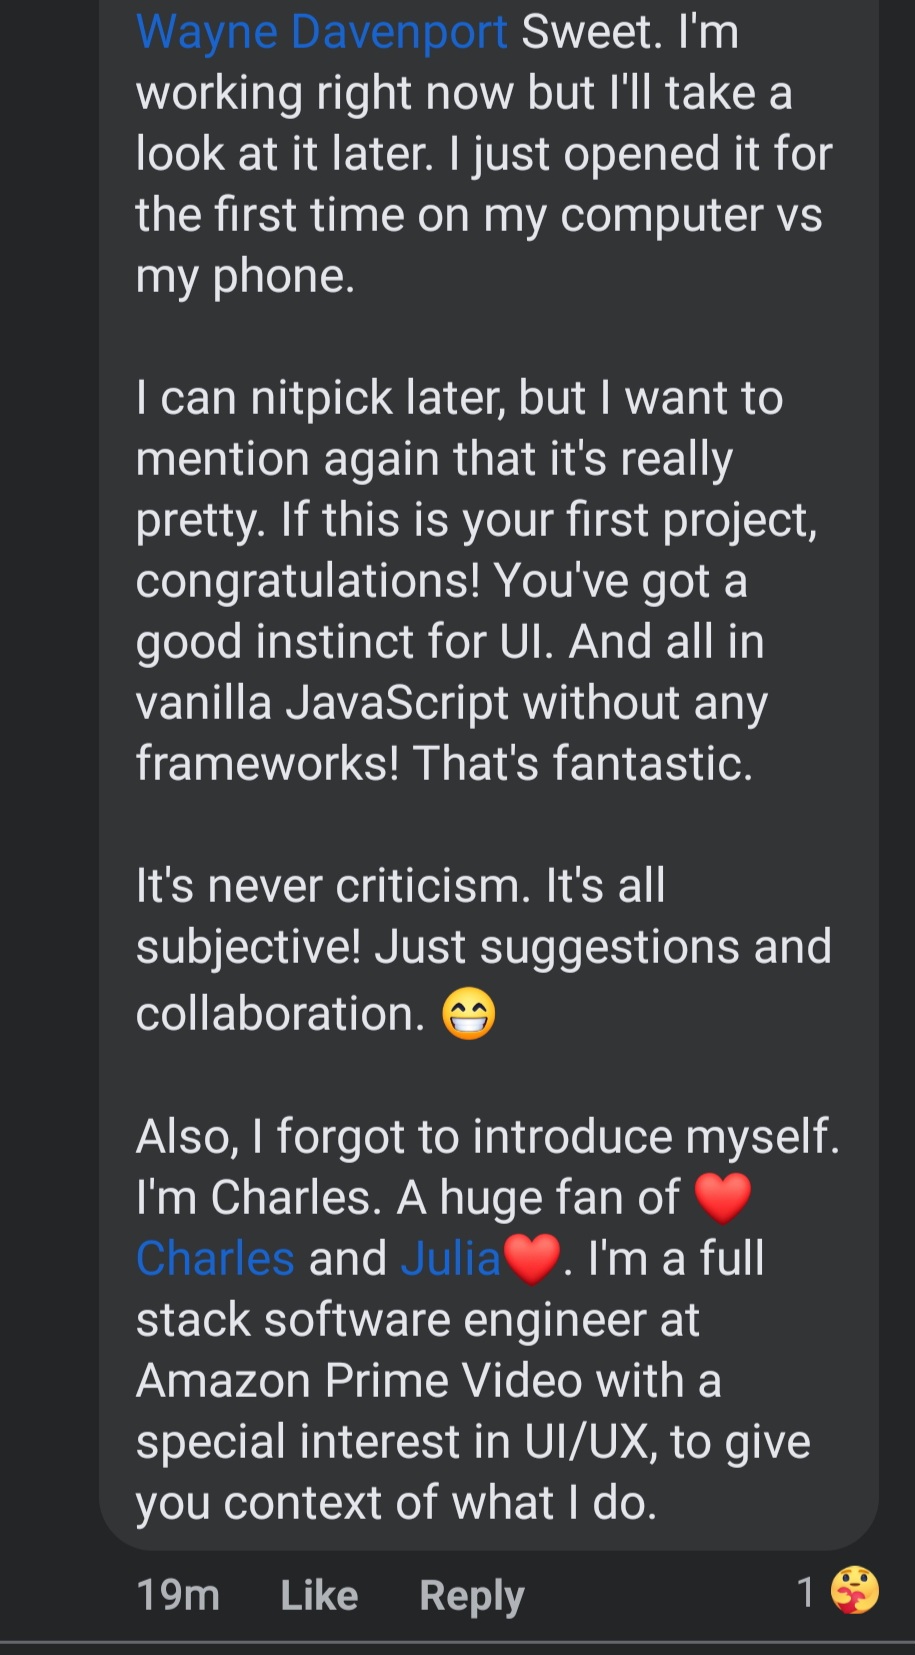 Wayne Davenport Sweet. I'm
working right now but I'll take a
look at it later. I just opened it for
the first time on my computer vs
my phone.
I can nitpick later, but I want to
mention again that it's really
pretty. If this is your first project,
congratulations! You've got a
good instinct for UI. And all in
vanilla JavaScript without any
frameworks! That's fantastic.
It's never criticism. It's all
subjective! Just suggestions and
collaboration. 😁
Also, I forgot to introduce myself.
I'm Charles. A huge fan of ❤️
Charles and Julia❤️. I'm a full
stack software engineer at
Amazon Prime Video with a
special interest in UI/UX, to give
you context of what I do.
19m Like Reply 1